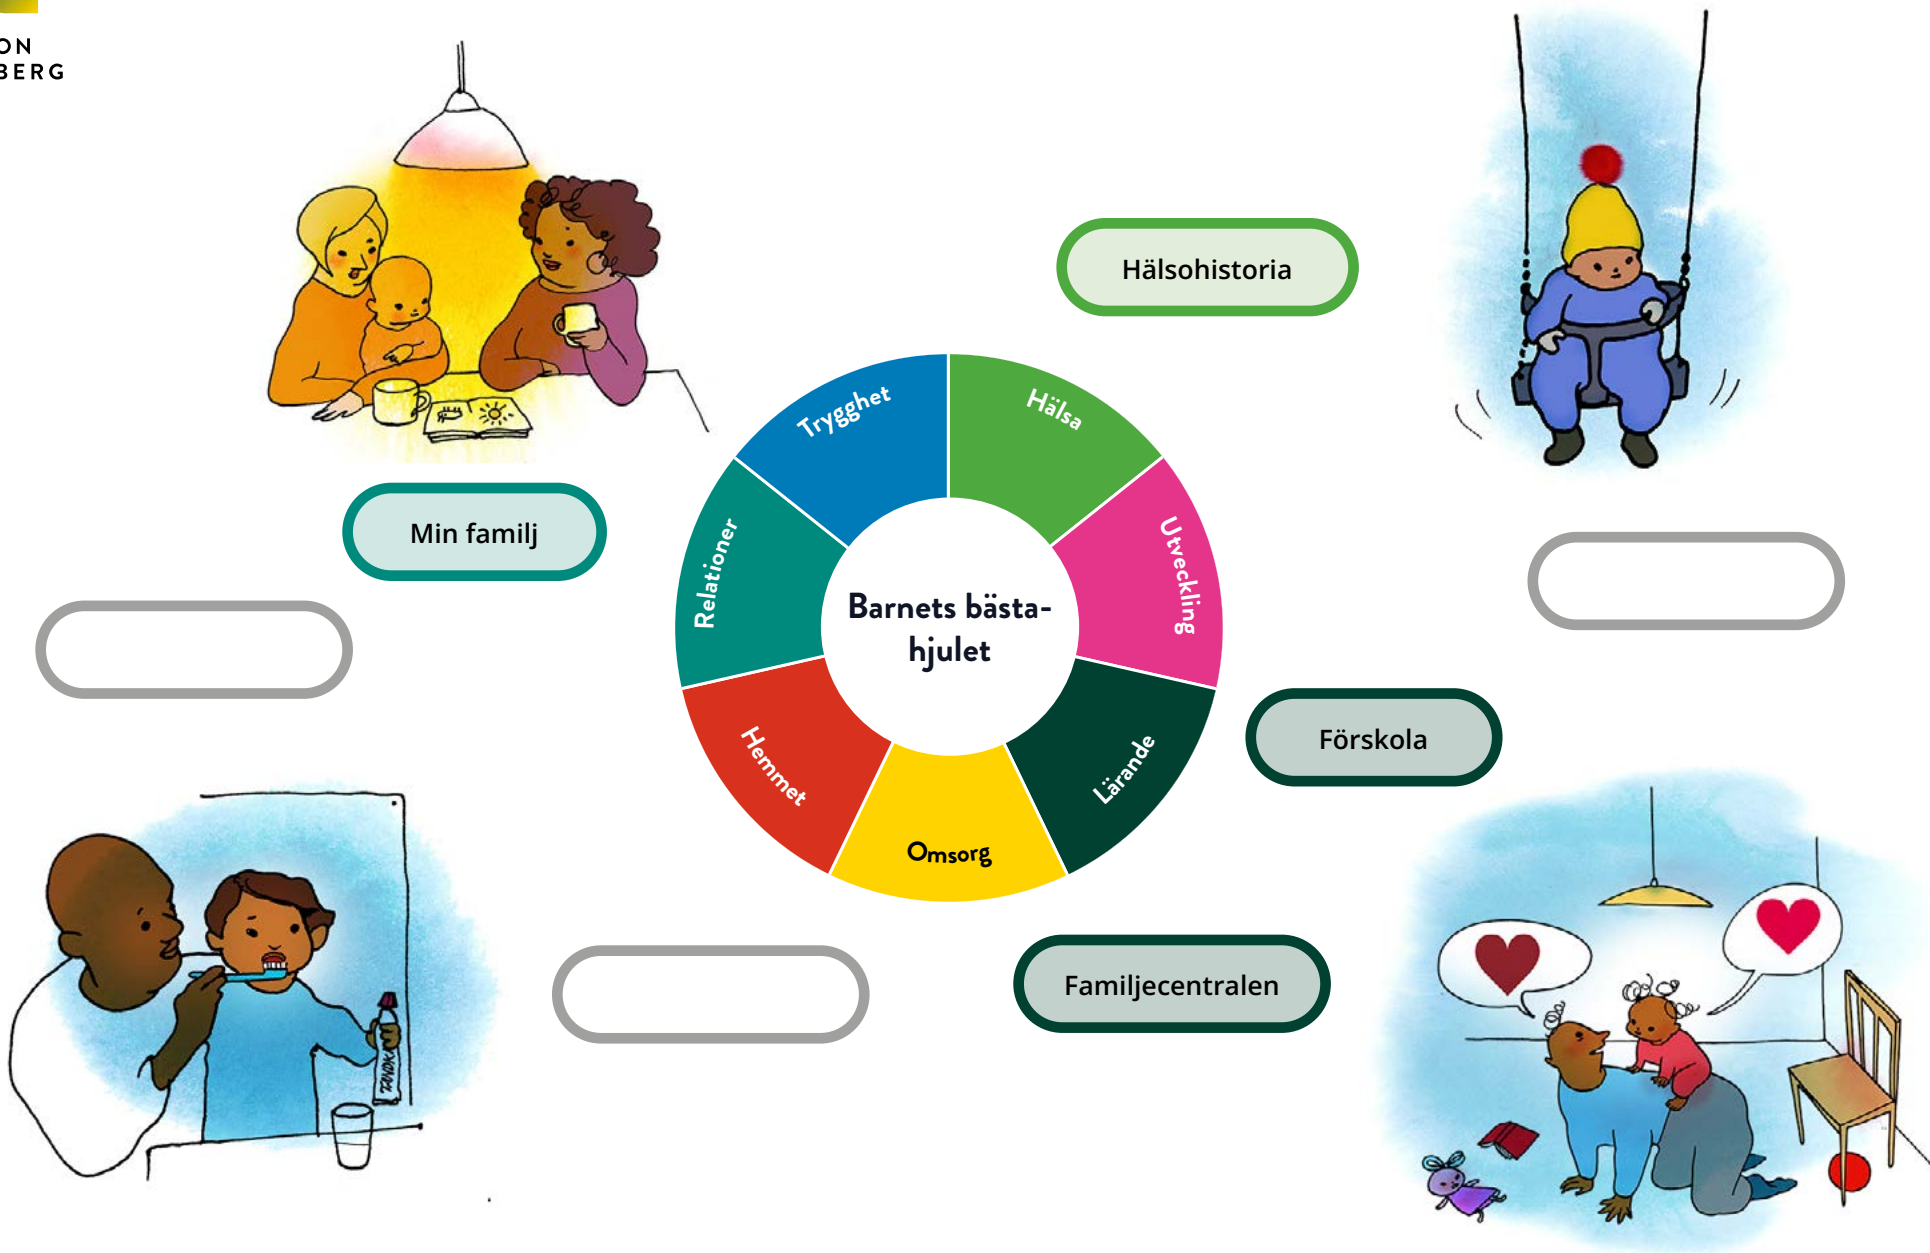 ON
BERG
Hälsohistoria
Trygghet
Hälsa
Min familj
Relationer
Utveckling
Barnets bästa-
hjulet
Förskola
Hemmet
Lärande
Omsorg
Familjecentralen